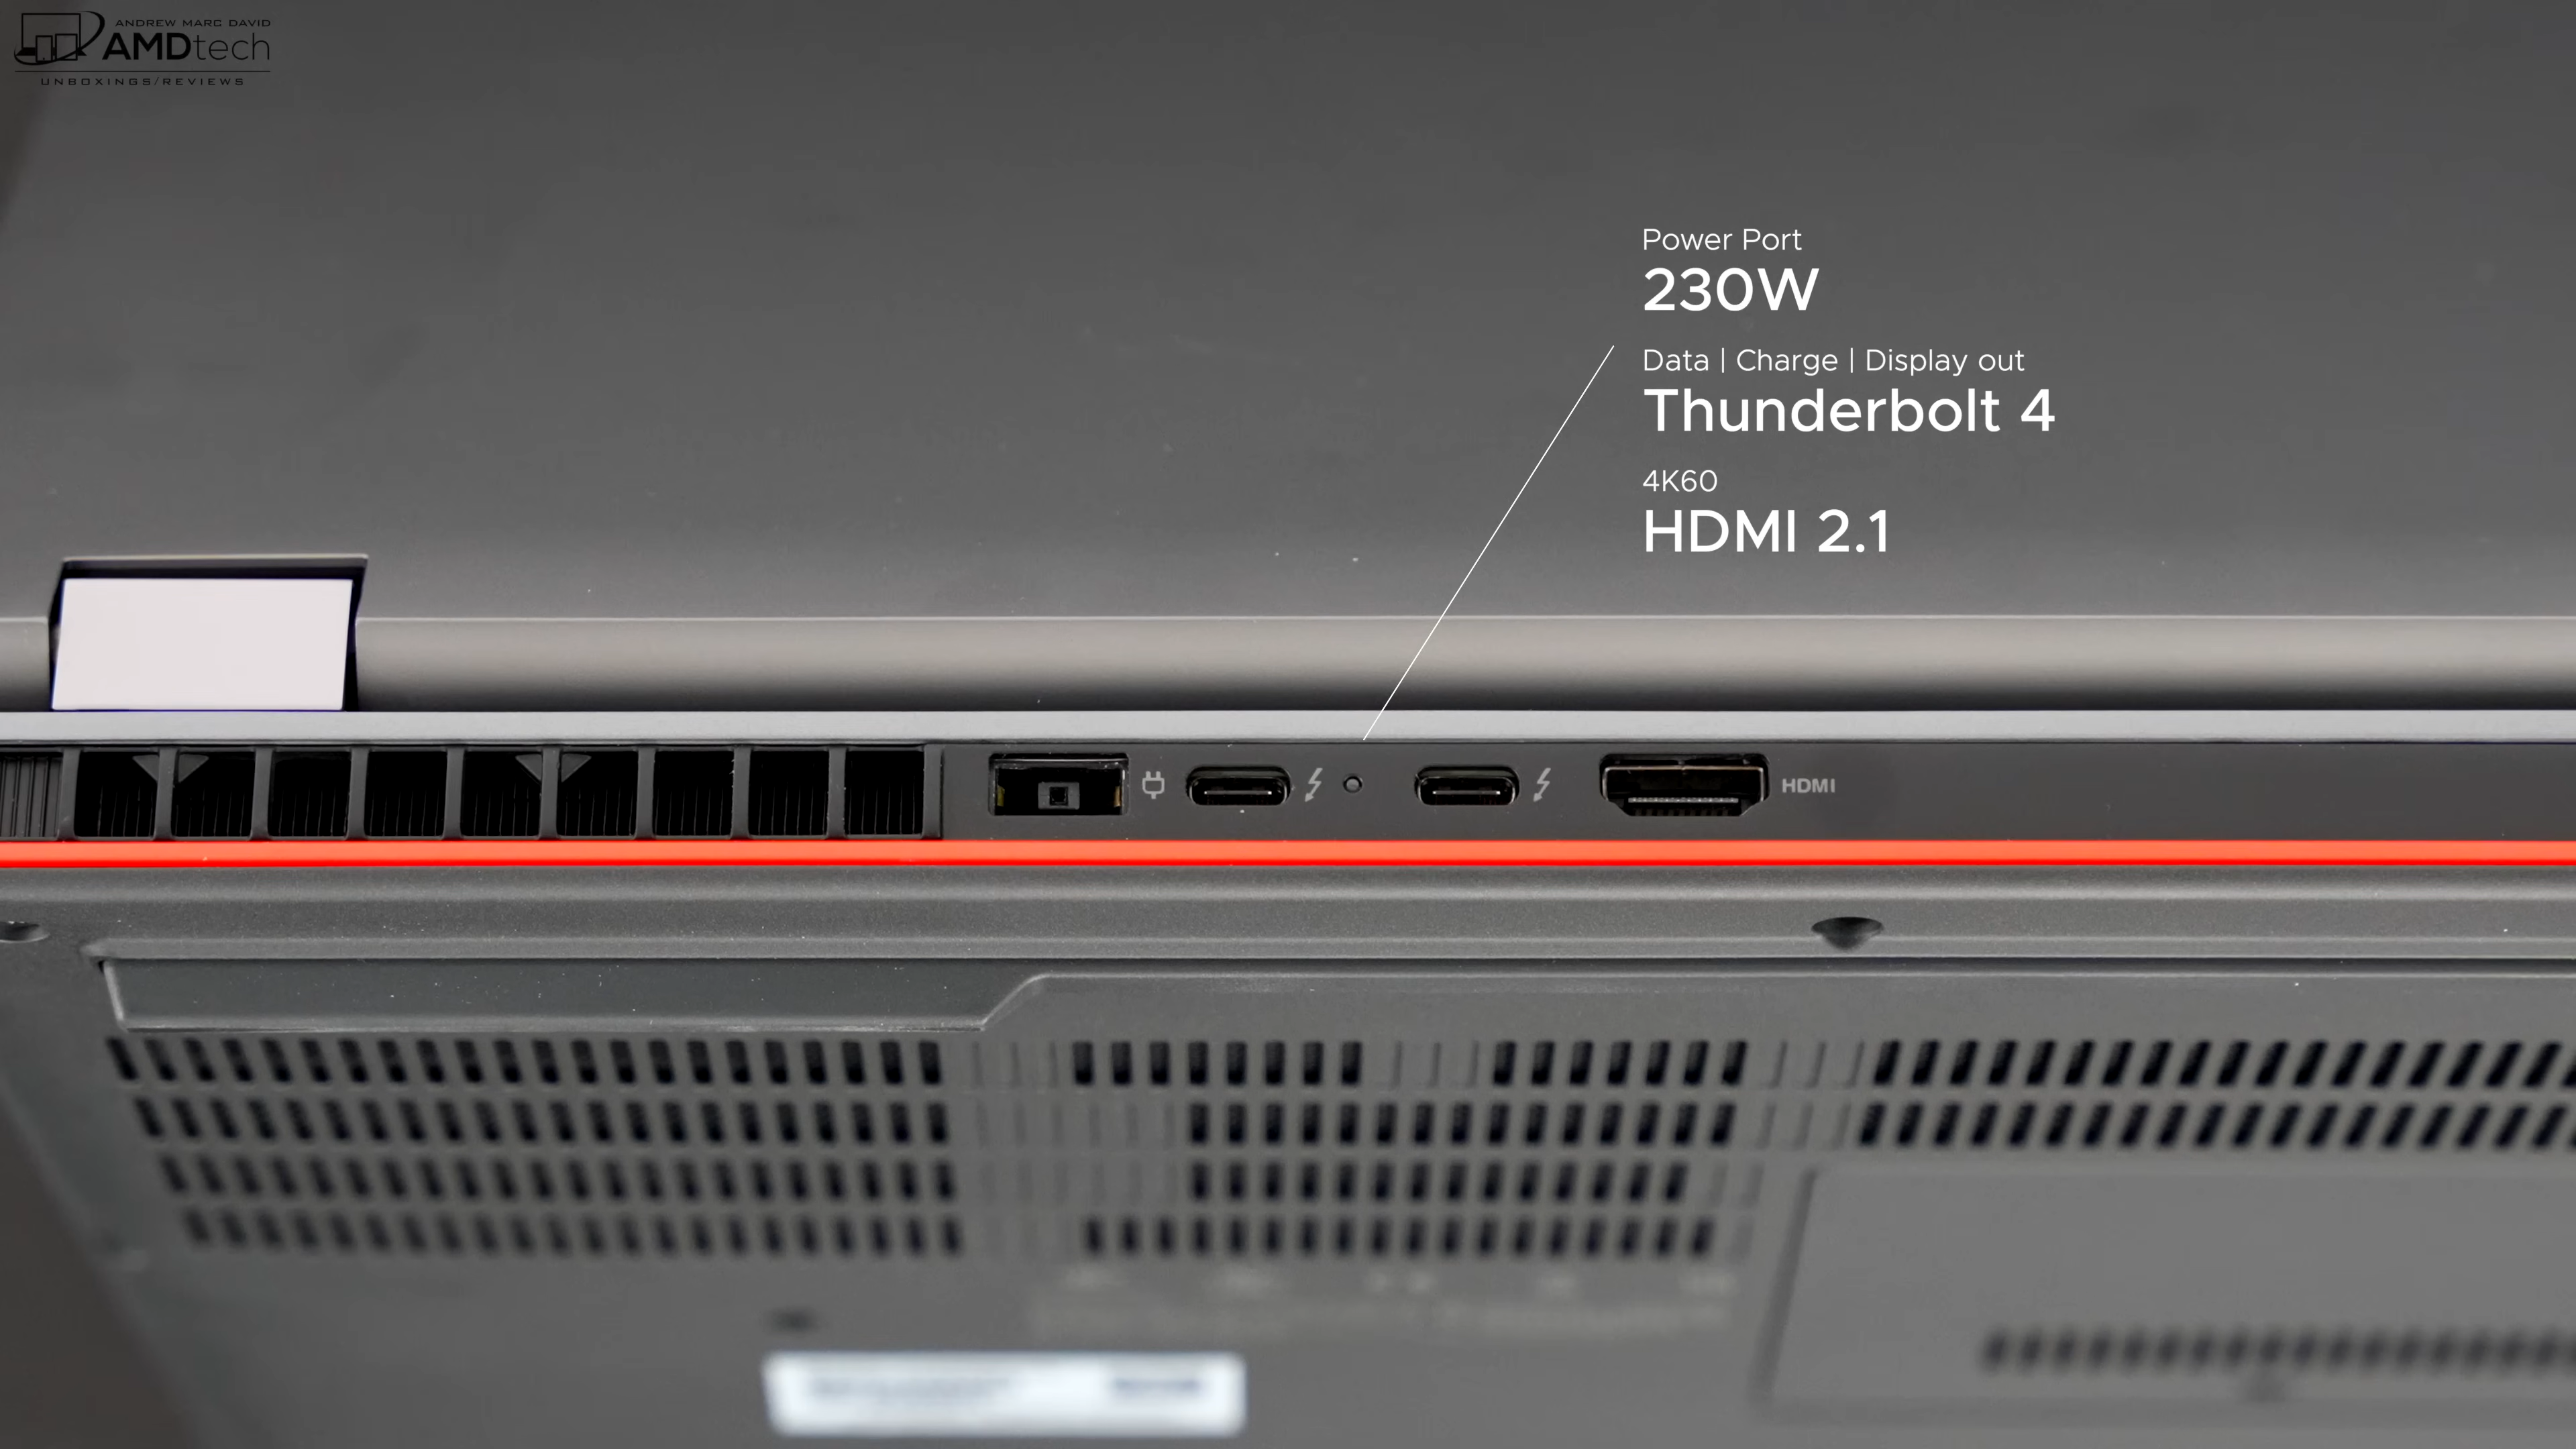 ANDREW MARC DAVID
AMDtech
UNBOXINGS/REVIEWS
Power Port
230W
Data | Charge | Display out
Thunderbolt 4
4K60
HDMI 2.1
HDMI